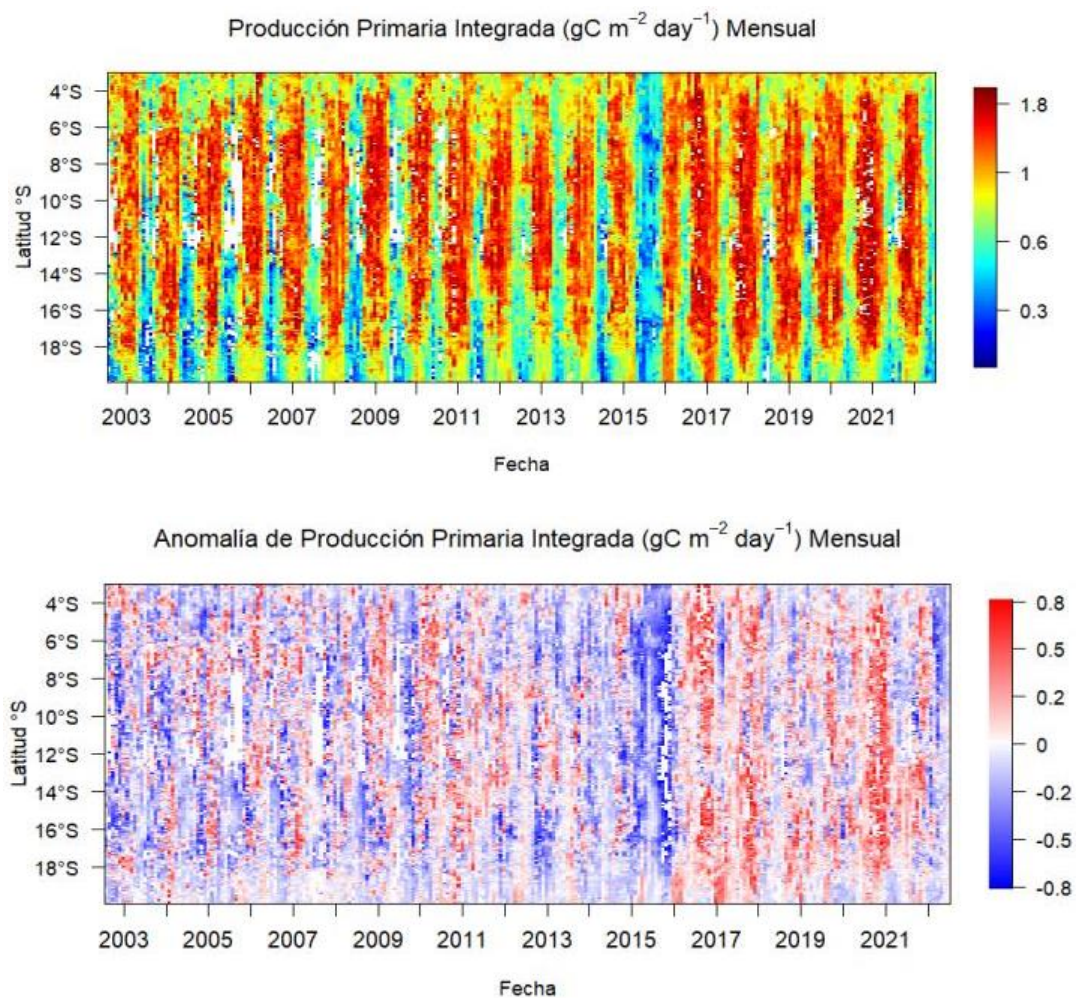 Producción Primaria Integrada (gC m⁻² day⁻¹) Mensual
4°S
6°S
8°S
10°S
12°S
14°S
16°S
18°S
Latitud °S
1.8
1
0.6
0.3
2003 2005 2007 2009 2011 2013 2015 2017 2019 2021
Fecha
Anomalía de Producción Primaria Integrada (gC m⁻² day⁻¹) Mensual
4°S
6°S
8°S
10°S
12°S
14°S
16°S
18°S
Latitud °S
0.8
0.5
0.2
0
-0.2
-0.5
-0.8
2003 2005 2007 2009 2011 2013 2015 2017 2019 2021
Fecha